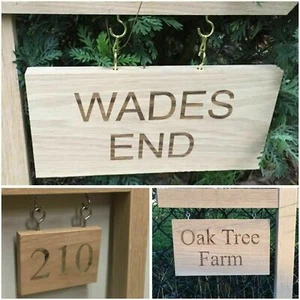 WADES
END
210
Oak Tree
Farm